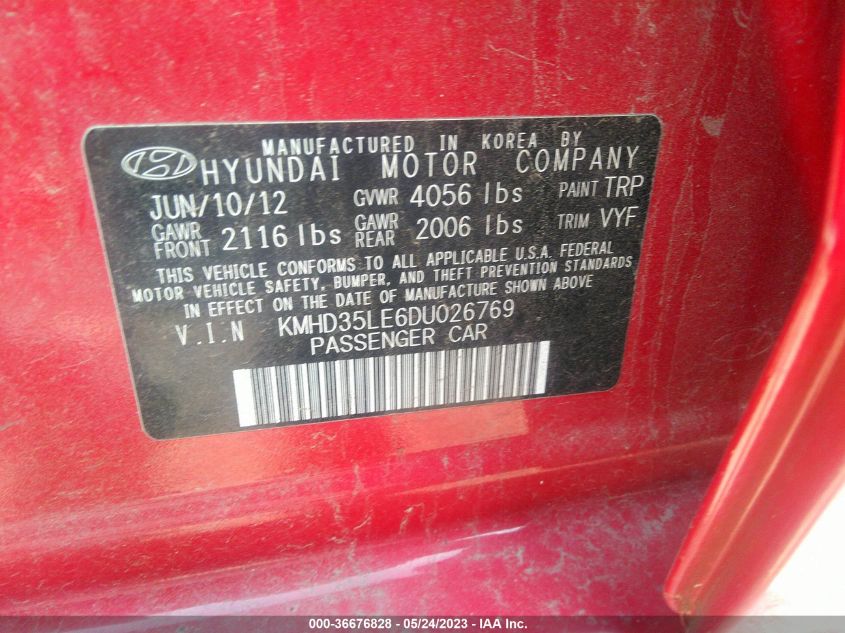 MANUFACTURED IN KOREA BY
HYUNDAI MOTOR COMPANY
JUN/10/12 GVWR 4056 lbs PAINT TRP
GAWR FRONT 2116 lbs GAWR REAR 2006 lbs TRIM VYF
THIS VEHICLE CONFORMS TO ALL APPLICABLE U.S.A. FEDERAL
MOTOR VEHICLE SAFETY, BUMPER, AND THEFT PREVENTION STANDARDS
IN EFFECT ON THE DATE OF MANUFACTURE SHOWN ABOVE
V.I.N KMHD35LE6DU026769
PASSENGER CAR
000-36676828 - 05/24/2023 - IAA Inc.